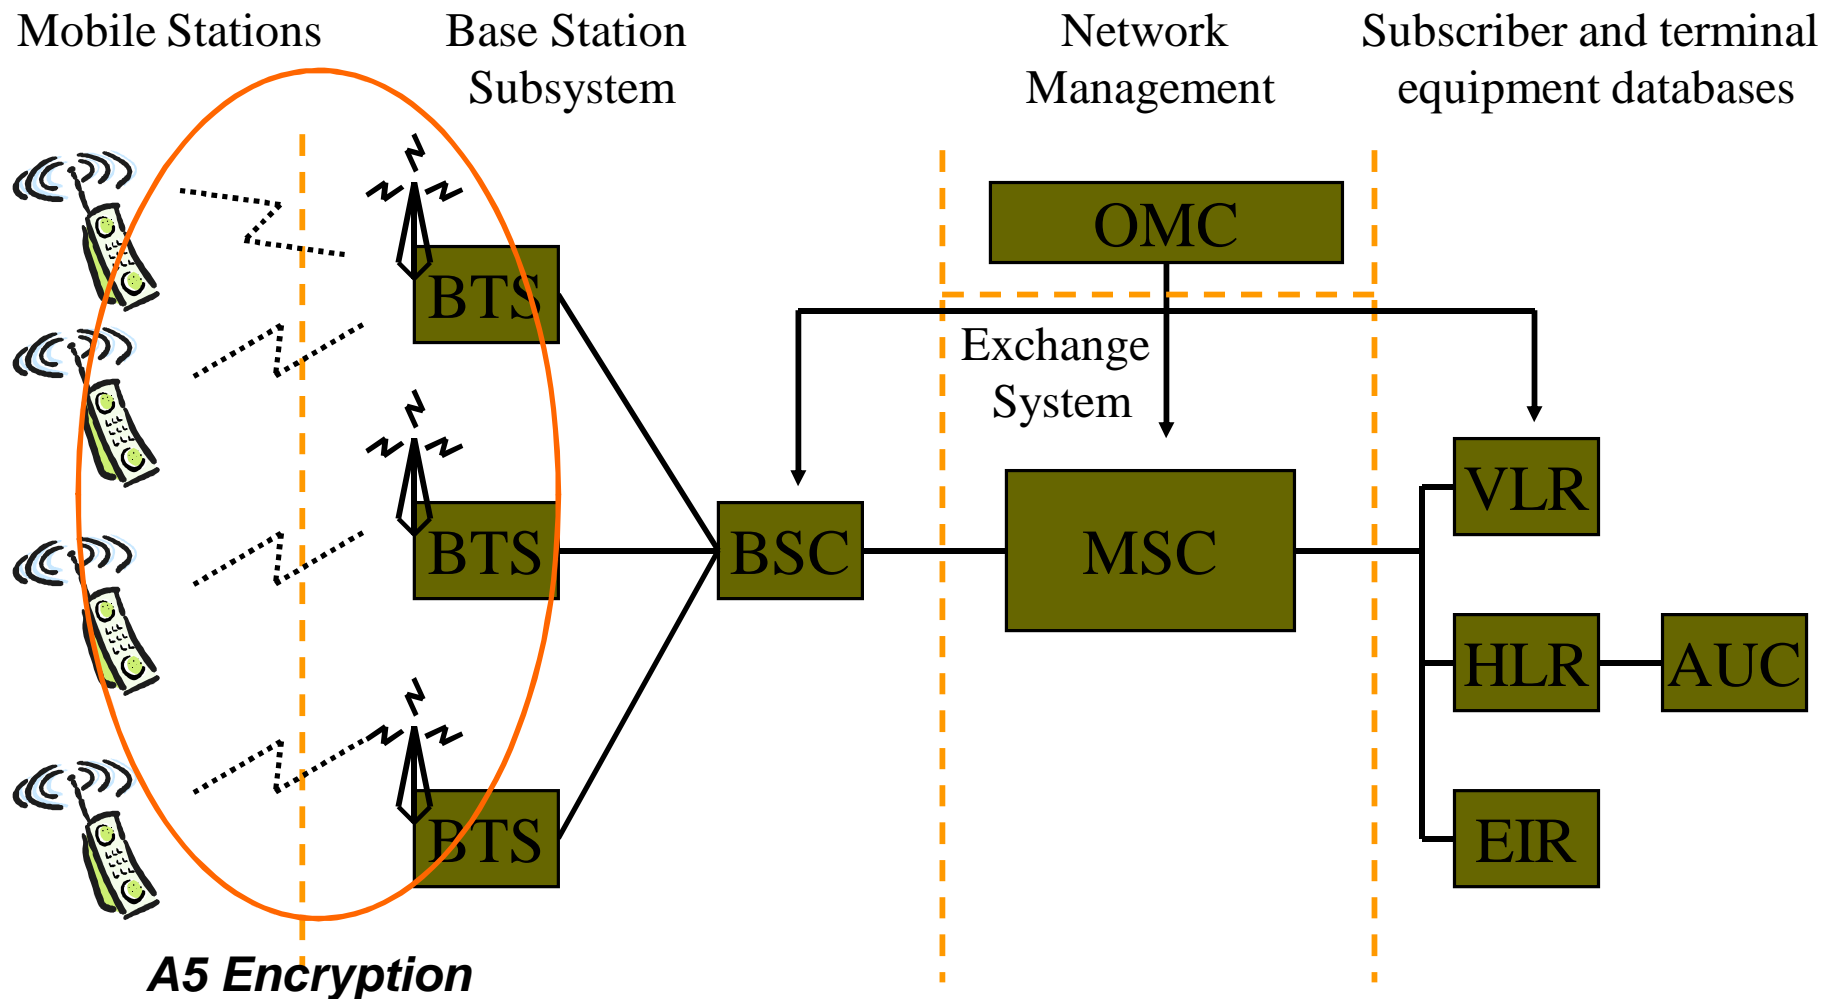 Mobile Stations
Base Station
Subsystem
Network
Management
Subscriber and terminal
equipment databases
OMC
BTS
Exchange
System
VLR
BTS
BSC
MSC
HLR
AUC
BTS
EIR
A5 Encryption